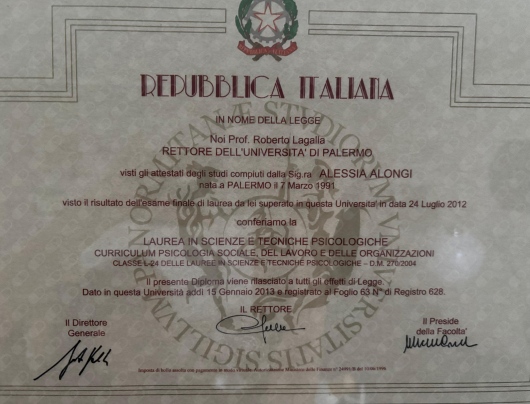 REPUBBLICA ITALIANA
IN NOME DELLA LEGGE
Noi Prof. Roberto Lagalla
RETTORE DELL'UNIVERSITA' DI PALERMO
visti gli attestati degli studi compiuti dalla Sig.ra ALESSIA ALONGI
nata a PALERMO il 7 Marzo 1991
visto il risultato dell'esame finale di laurea da lei superato in questa Universita' in data 24 Luglio 2012
conferiamo la
LAUREA IN SCIENZE E TECNICHE PSICOLOGICHE
CURRICULUM PSICOLOGIA SOCIALE, DEL LAVORO E DELLE ORGANIZZAZIONI
CLASSE L-24 DELLE LAUREE IN SCIENZE E TECNICHE PSICOLOGICHE – D.M. 270/2004
Il presente Diploma viene rilasciato a tutti gli effetti di Legge.
Dato in questa Università addì 15 Gennaio 2013 e registrato al Foglio 63 N° di Registro 628.
IL RETTORE
Il Direttore
Generale
Il Preside
della Facolta'